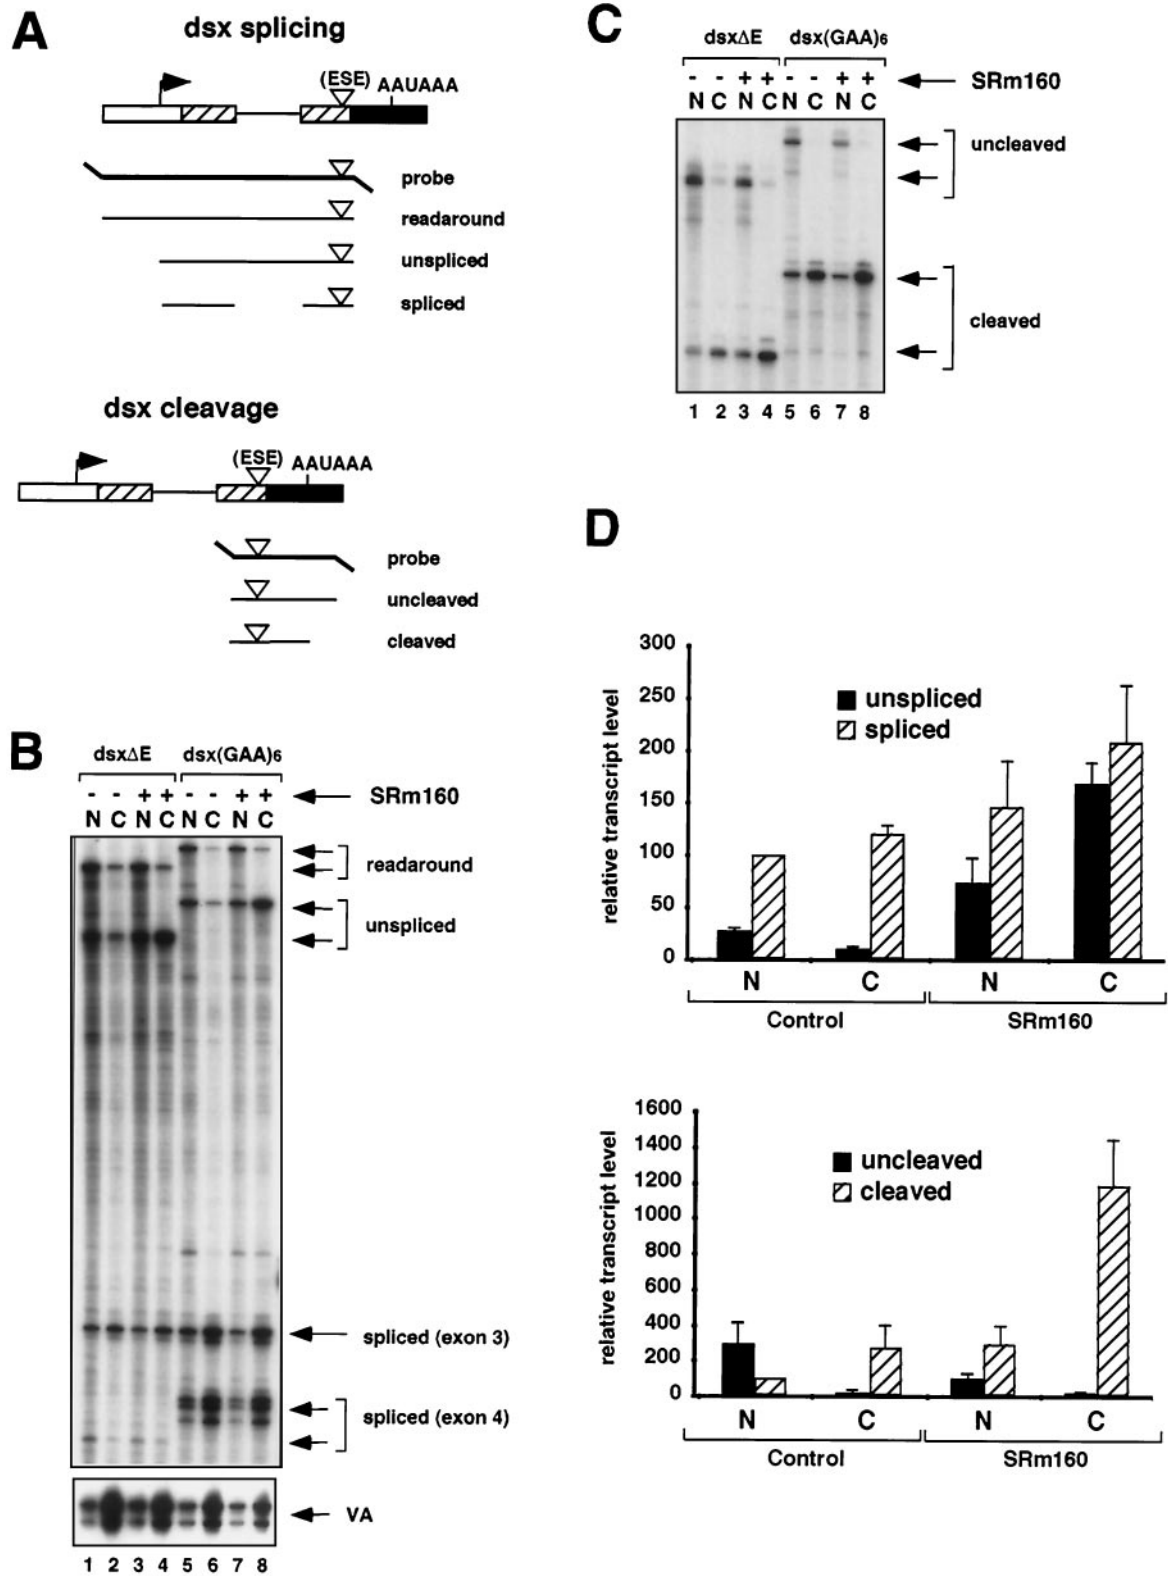 A
dsx splicing
(ESE)
AAUAAA
probe
readaround
unspliced
spliced
dsx cleavage
(ESE)
AAUAAA
probe
uncleaved
cleaved
B
dsxΔE dsx(GAA)6
- - + + - - + + SRm160
N C N C N C N C
readaround
unspliced
spliced (exon 3)
spliced (exon 4)
VA
1 2 3 4 5 6 7 8
C
dsxΔE dsx(GAA)6
- - + + - - + + SRm160
N C N C N C N C
uncleaved
cleaved
1 2 3 4 5 6 7 8
D
relative transcript level
300
250
200
150
100
50
0
unspliced
spliced
N C N C
Control SRm160
relative transcript level
1600
1400
1200
1000
800
600
400
200
0
uncleaved
cleaved
N C N C
Control SRm160